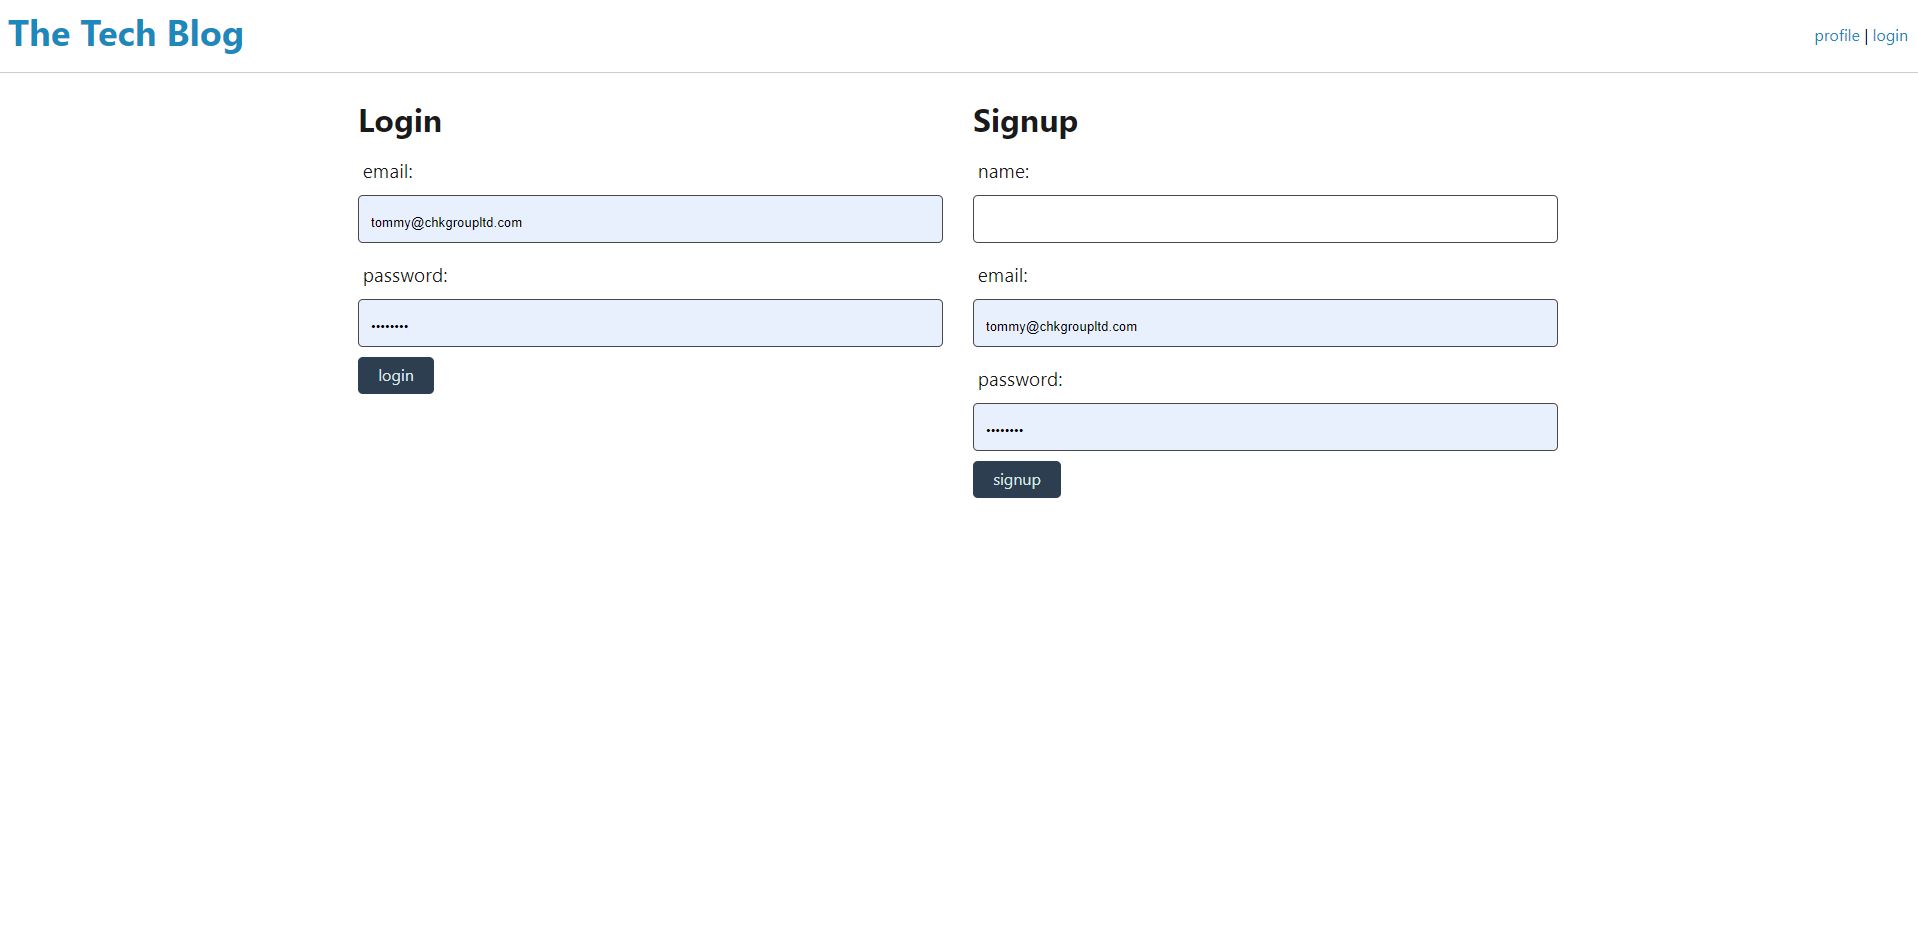 The Tech Blog
profile | login
Login
email:
tommy@chkgroupltd.com
password:
••••••••
login
Signup
name:
email:
tommy@chkgroupltd.com
password:
••••••••
signup